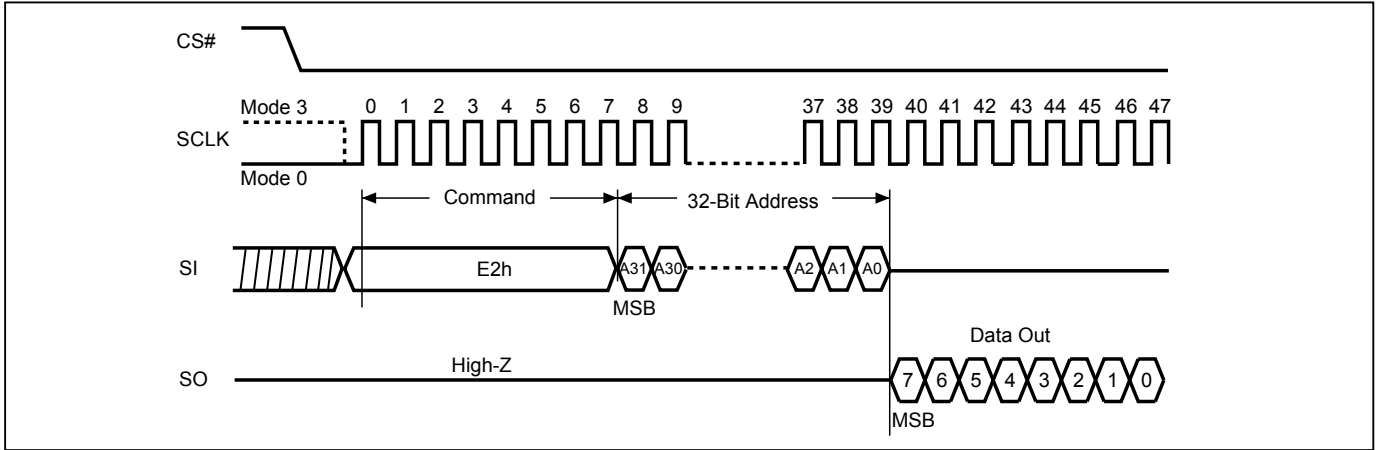 CS#
Mode 3
0 1 2 3 4 5 6 7 8 9 37 38 39 40 41 42 43 44 45 46 47
SCLK
Mode 0
Command
32-Bit Address
SI
E2h
A31 A30 A2 A1 A0
MSB
Data Out
High-Z
SO
7 6 5 4 3 2 1 0
MSB